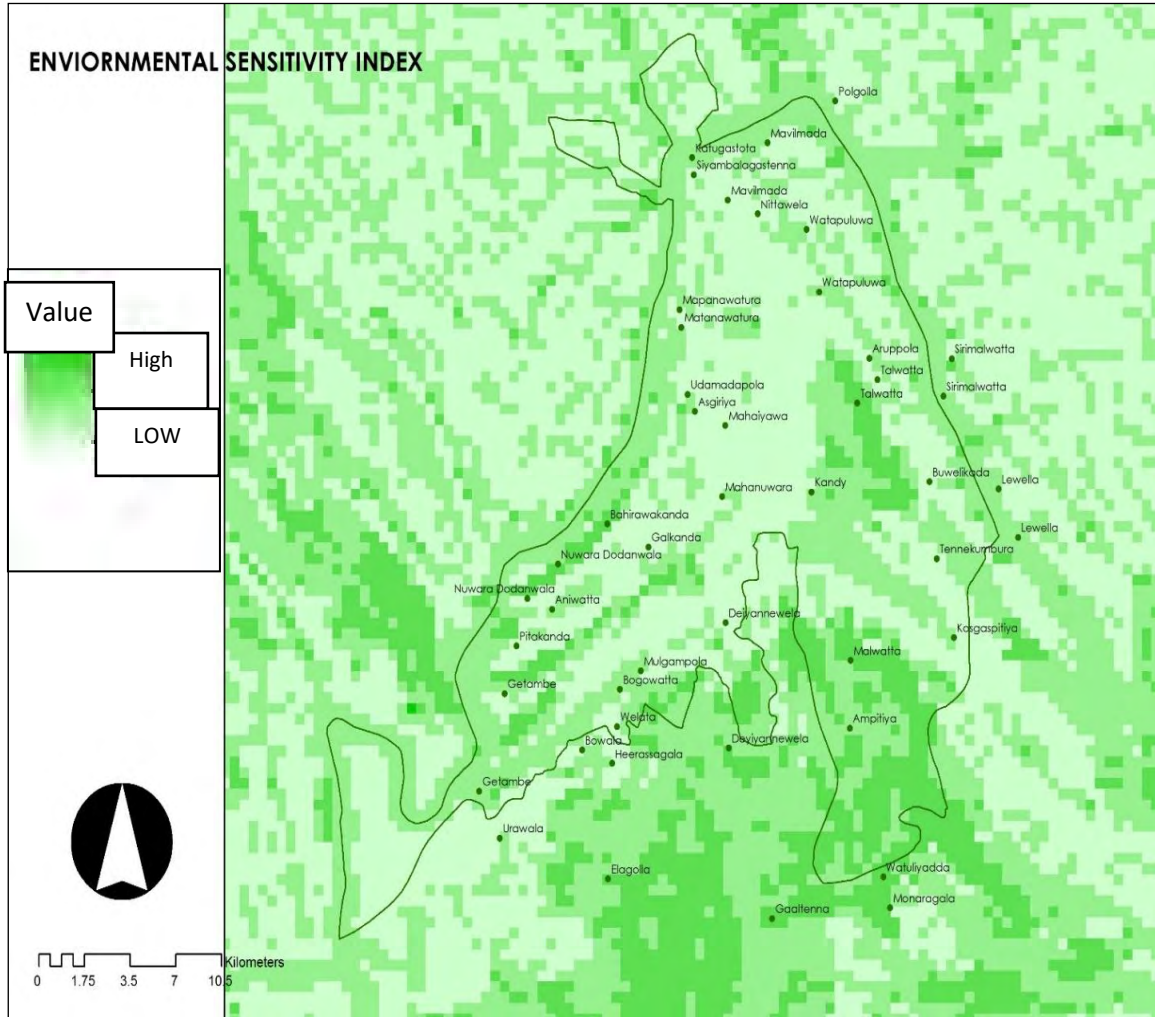 ENVIORNMENTAL SENSITIVITY INDEX
Value
High
LOW
Polgolla
Mavilmada
Katugastota
Siyambalagastenna
Mavilmada
Nittawela
Watapuluwa
Watapuluwa
Mapanawatura
Matanawatura
Aruppola
Sirimalwatta
Talwatta
Talwatta
Sirimalwatta
Udamadapola
Asgiriya
Mahaiyawa
Buwelikada
Lewella
Mahanuwara
Kandy
Bahirawakanda
Lewella
Galkanda
Tennekumbura
Nuwara Dodanwala
Nuwara Dodanwala
Aniwatta
Deiyannewela
Kosgaspitiya
Pitakanda
Malwatta
Mulgampola
Bogowatta
Getambe
Welata
Ampitiya
Bowala
Deviyannewela
Heerassagala
Getambe
Urawala
Elagolla
Watuliyadda
Monaragala
Gaaltenna
Kilometers
0 1.75 3.5 7 10.5